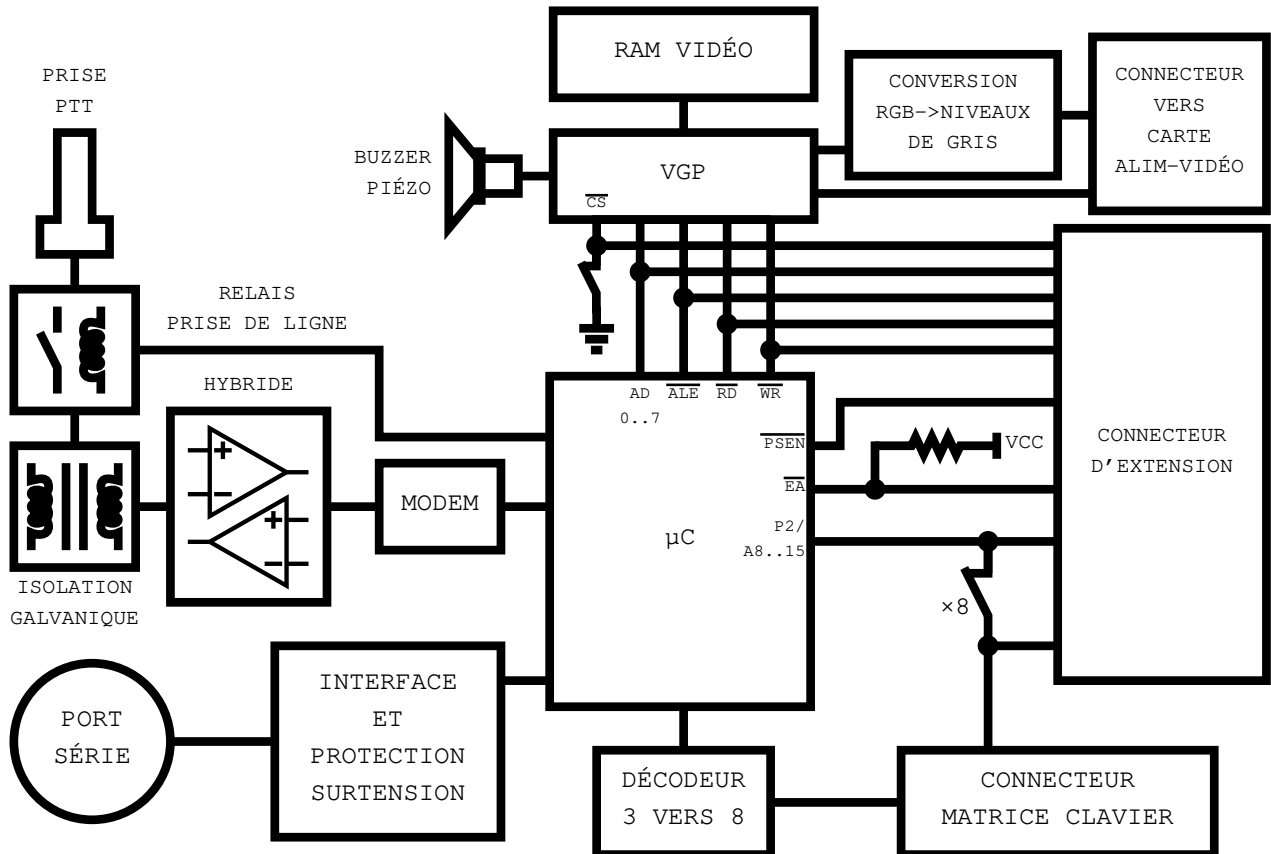 RAM VIDÉO
PRISE
PTT
CONVERSION
RGB->NIVEAUX
DE GRIS
CONNECTEUR
VERS
CARTE
ALIM-VIDÉO
BUZZER
PIÉZO
VGP
CS
RELAIS
PRISE DE LIGNE
HYBRIDE
AD
0..7
ALE
RD
WR
PSEN
VCC
EA
CONNECTEUR
D'EXTENSION
MODEM
µC
P2/
A8..15
×8
ISOLATION
GALVANIQUE
PORT
SÉRIE
INTERFACE
ET
PROTECTION
SURTENSION
DÉCODEUR
3 VERS 8
CONNECTEUR
MATRICE CLAVIER